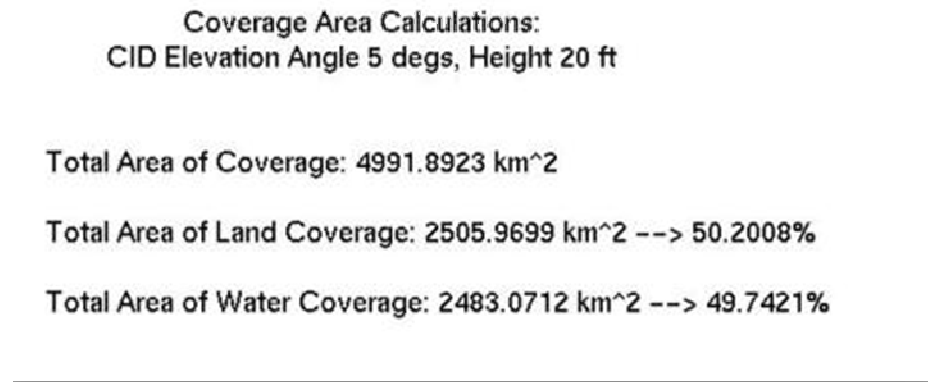 Coverage Area Calculations:
CID Elevation Angle 5 degs, Height 20 ft
Total Area of Coverage: 4991.8923 km^2
Total Area of Land Coverage: 2505.9699 km^2 --> 50.2008%
Total Area of Water Coverage: 2483.0712 km^2 --> 49.7421%